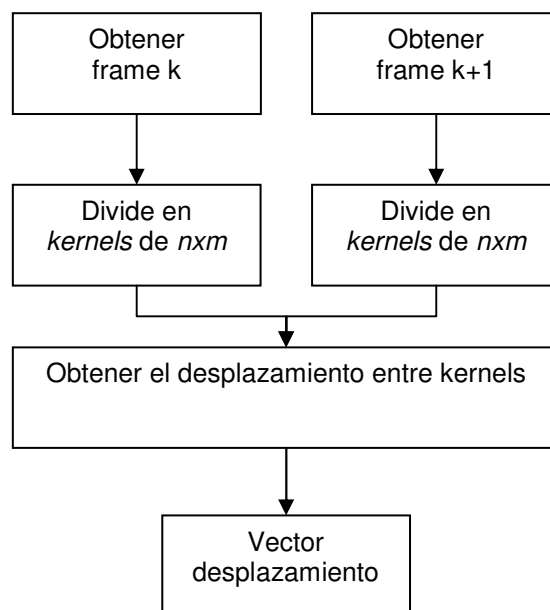 Obtener
frame k
Obtener
frame k+1
Divide en
kernels de nxm
Divide en
kernels de nxm
Obtener el desplazamiento entre kernels
Vector
desplazamiento